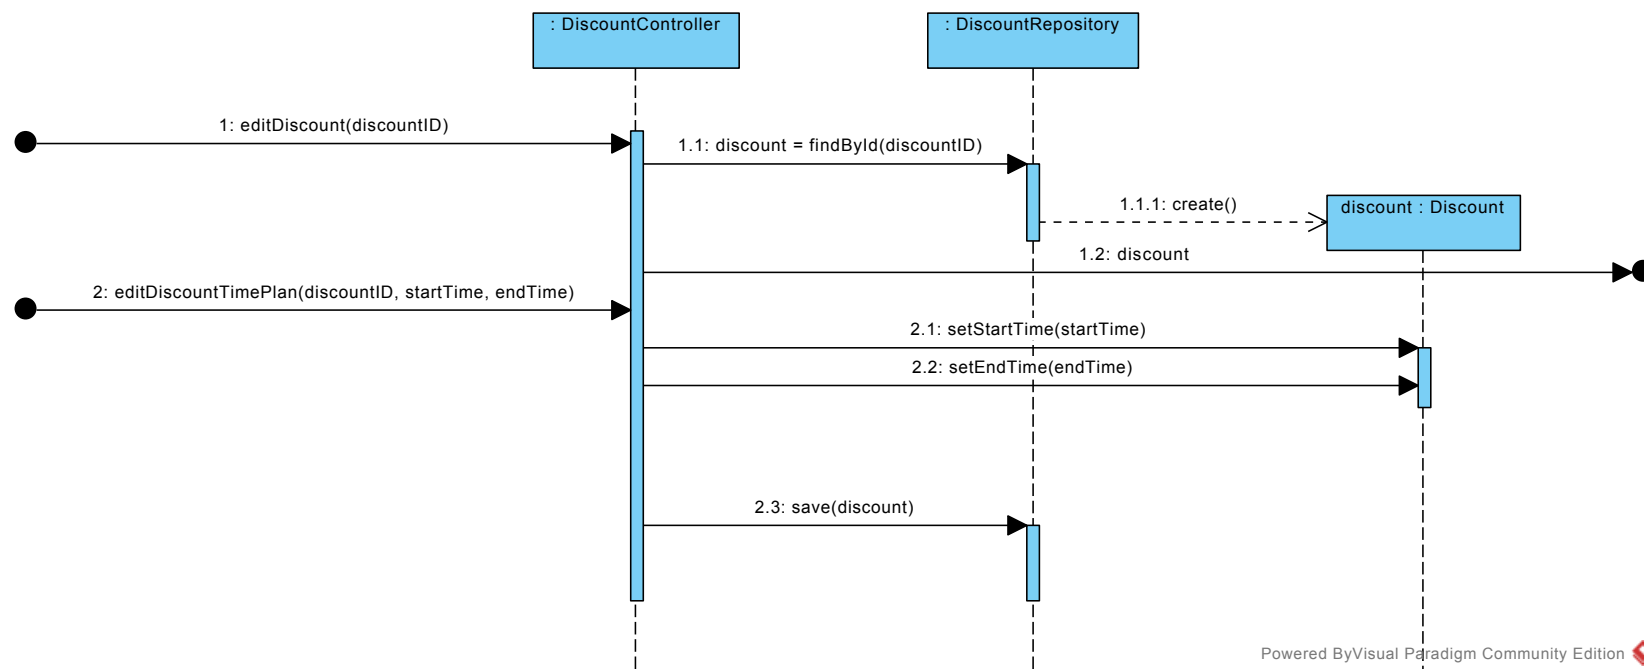 : DiscountController
: DiscountRepository
1: editDiscount(discountID)
1.1: discount = findById(discountID)
1.1.1: create()
discount : Discount
1.2: discount
2: editDiscountTimePlan(discountID, startTime, endTime)
2.1: setStartTime(startTime)
2.2: setEndTime(endTime)
2.3: save(discount)
Powered ByVisual Paradigm Community Edition